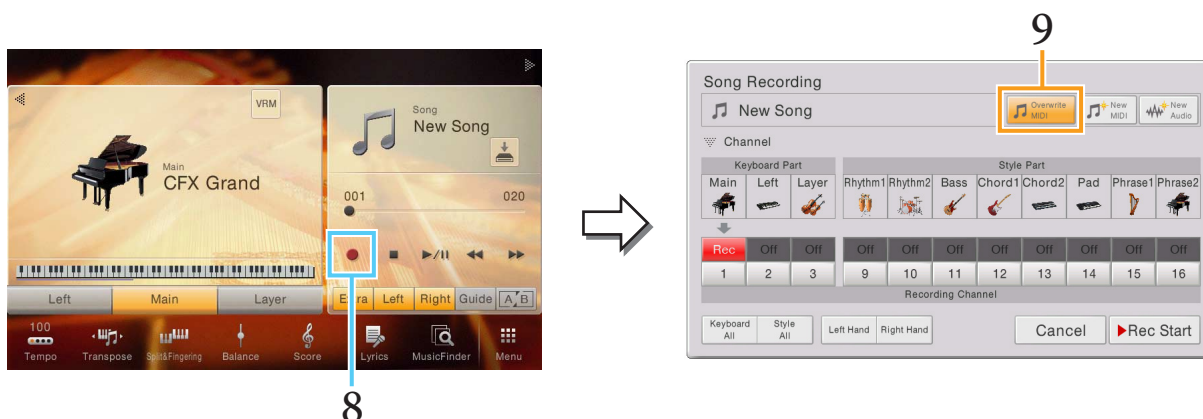 9
VRM
Main
CFX Grand
Song
New Song
001 020
Left Main Layer
Extra Left Right Guide A B
100
Tempo Transpose Split&Fingering Balance Score Lyrics MusicFinder Menu
8
Song Recording
New Song
Overwrite
MIDI
New
MIDI
New
Audio
Channel
Keyboard Part Style Part
Main Left Layer Rhythm1 Rhythm2 Bass Chord1 Chord2 Pad Phrase1 Phrase2
Rec Off Off Off Off Off Off Off Off Off Off
1 2 3 9 10 11 12 13 14 15 16
Recording Channel
Keyboard
All
Style
All
Left Hand Right Hand
Cancel Rec Start